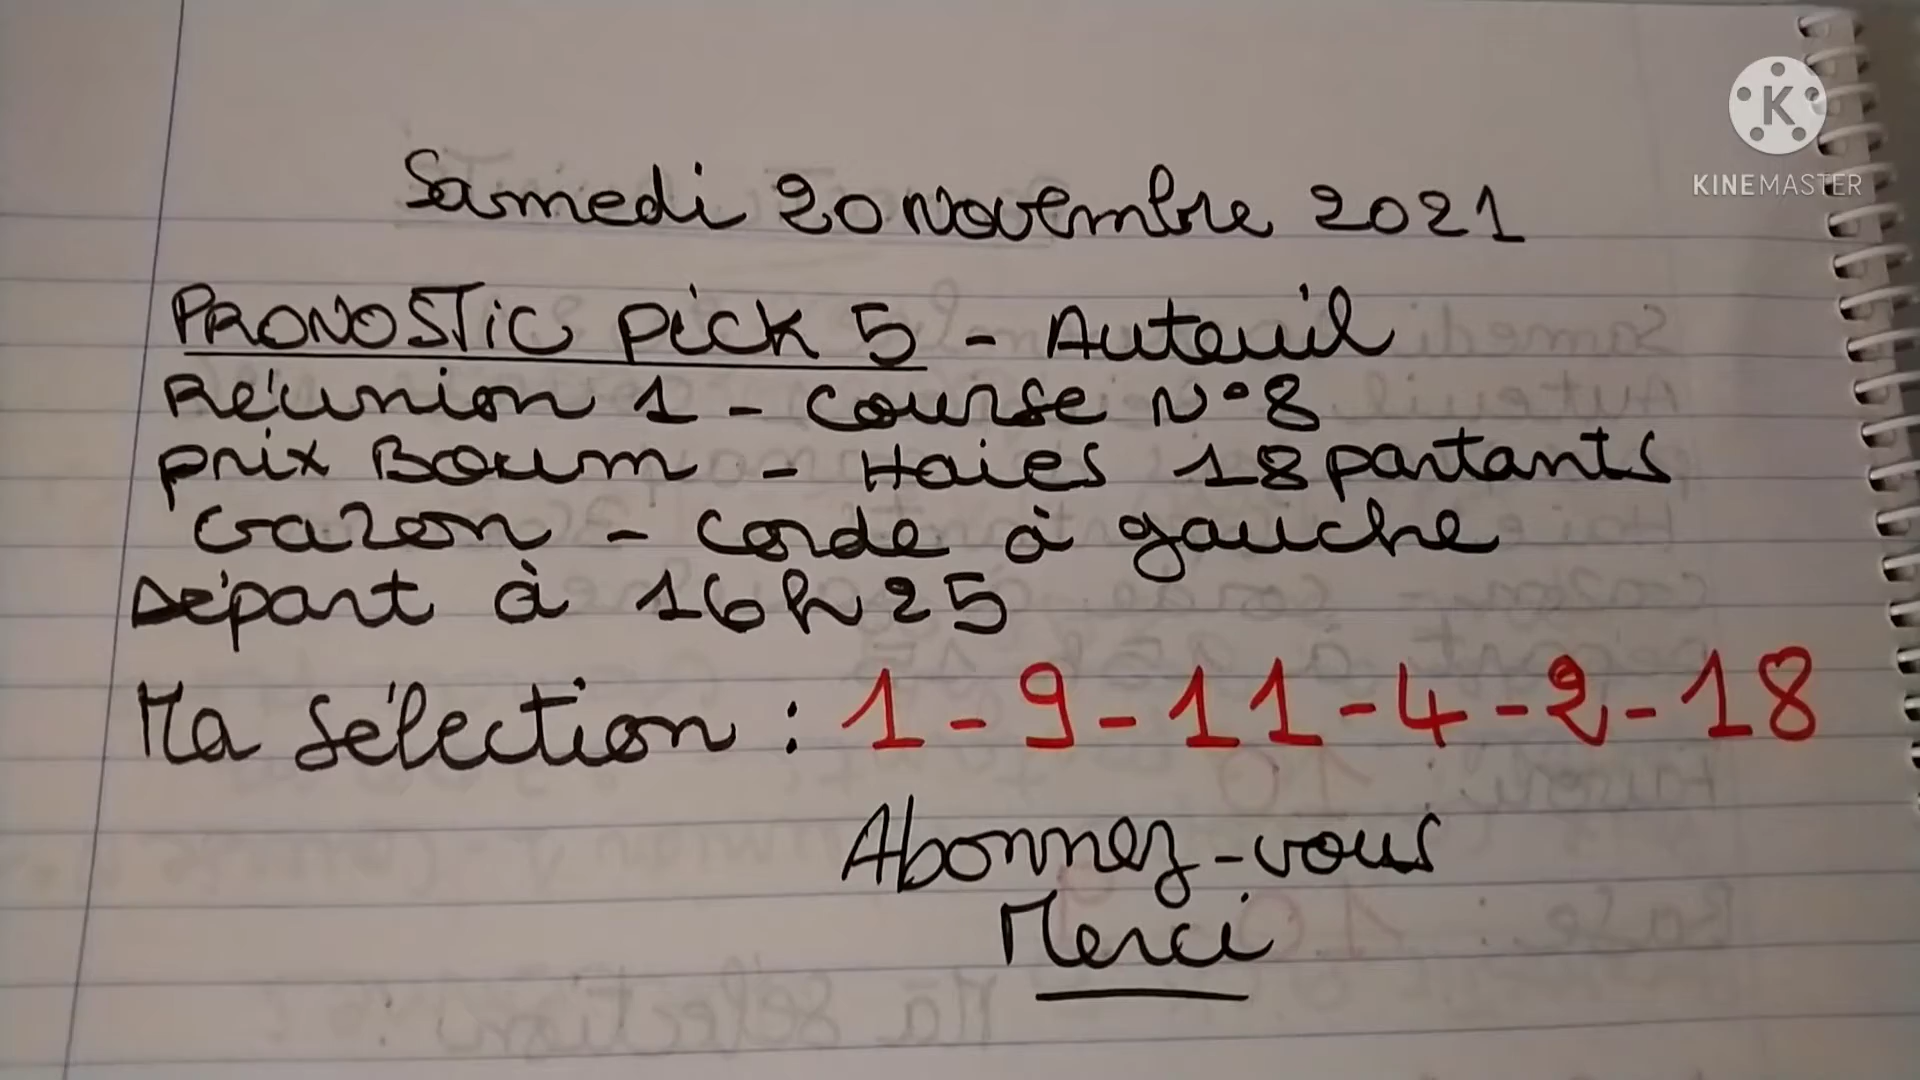 KINEMASTER
Samedi 20 novembre 2021
PRONOSTIC PICK 5 - Auteuil
Réunion 1 - course n°8
prix Boum - Haies 18 partants
Gazon - corde à gauche
Départ à 16h25
Ma sélection : 1 - 9 - 11 - 4 - 2 - 18
Abonnez-vous
Merci